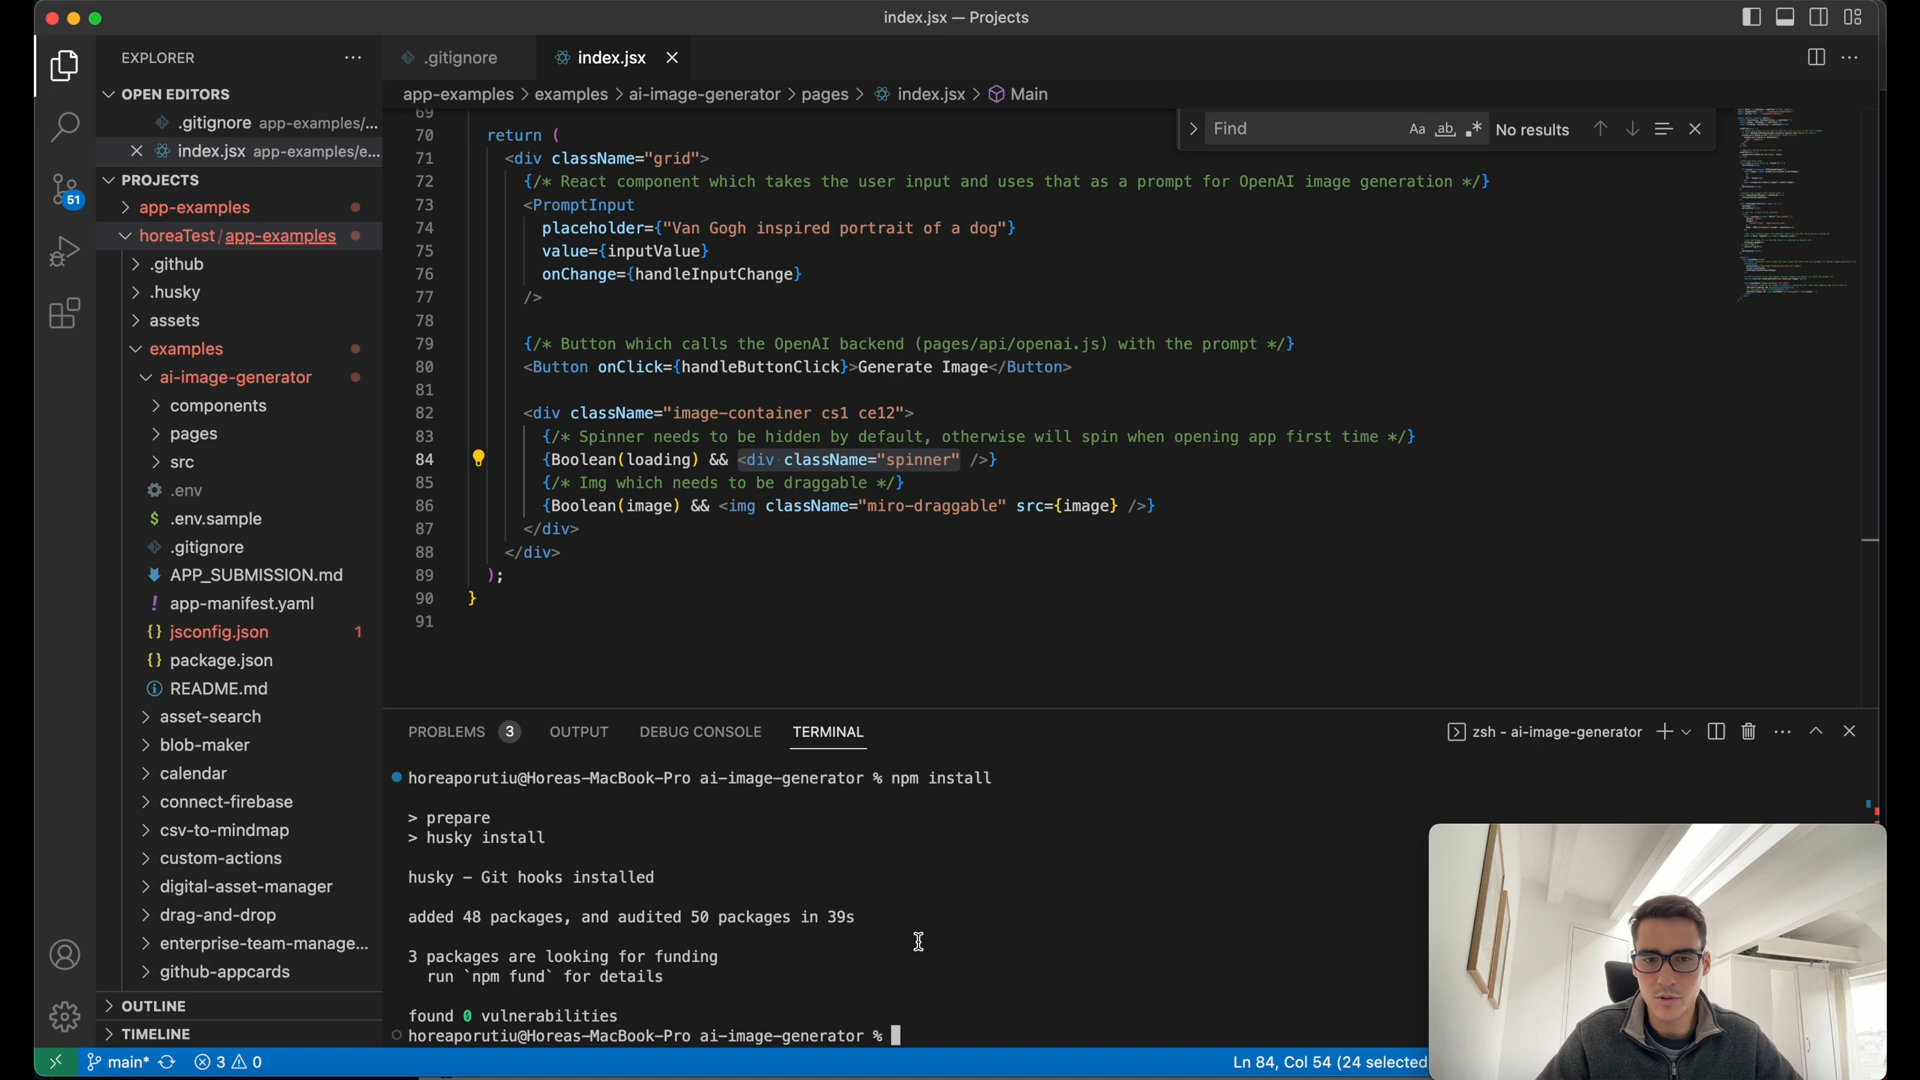 index.jsx — Projects
EXPLORER
.gitignore
index.jsx
OPEN EDITORS
.gitignore app-examples/...
index.jsx app-examples/e...
PROJECTS
app-examples
horeaTest/app-examples
.github
.husky
assets
examples
ai-image-generator
components
pages
src
.env
$ .env.sample
.gitignore
APP_SUBMISSION.md
! app-manifest.yaml
{} jsconfig.json 1
{} package.json
README.md
asset-search
blob-maker
calendar
connect-firebase
csv-to-mindmap
custom-actions
digital-asset-manager
drag-and-drop
enterprise-team-manage...
github-appcards
OUTLINE
TIMELINE
51
app-examples > examples > ai-image-generator > pages > index.jsx > Main
Find
Aa ab .* No results
69
70 return (
71 <div className="grid">
72 {/* React component which takes the user input and uses that as a prompt for OpenAI image generation */}
73 <PromptInput
74 placeholder={"Van Gogh inspired portrait of a dog"}
75 value={inputValue}
76 onChange={handleInputChange}
77 />
78
79 {/* Button which calls the OpenAI backend (pages/api/openai.js) with the prompt */}
80 <Button onClick={handleButtonClick}>Generate Image</Button>
81
82 <div className="image-container cs1 ce12">
83 {/* Spinner needs to be hidden by default, otherwise will spin when opening app first time */}
84 {Boolean(loading) && <div className="spinner" />}
85 {/* Img which needs to be draggable */}
86 {Boolean(image) && <img className="miro-draggable" src={image} />}
87 </div>
88 </div>
89 );
90 }
91
PROBLEMS 3 OUTPUT DEBUG CONSOLE TERMINAL
zsh - ai-image-generator
horeaporutiu@Horeas-MacBook-Pro ai-image-generator % npm install
> prepare
> husky install
husky - Git hooks installed
added 48 packages, and audited 50 packages in 39s
3 packages are looking for funding
run `npm fund` for details
found 0 vulnerabilities
horeaporutiu@Horeas-MacBook-Pro ai-image-generator %
main* 3 0
Ln 84, Col 54 (24 selected